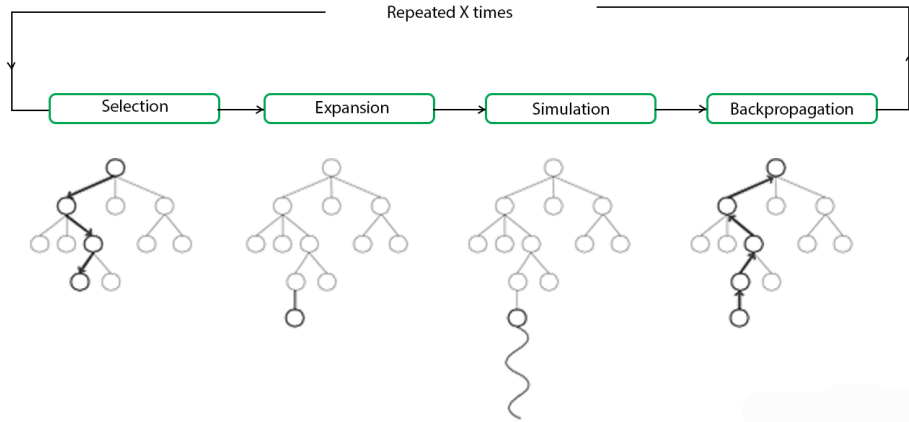 Repeated X times
Selection
Expansion
Simulation
Backpropagation